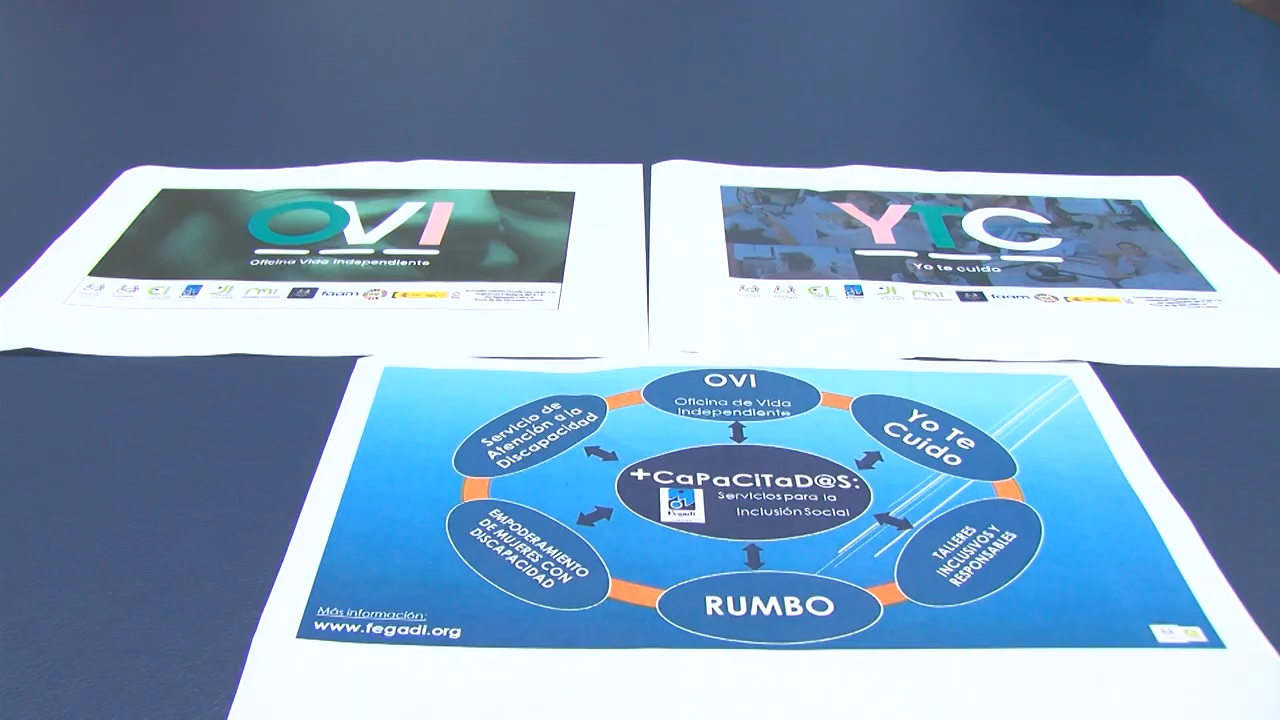 OVI
Oficina Vida Independiente
faam
YTC
Yo te cuido
faam
OVI
Oficina de Vida
Independiente
Servicio de
Atención a la
Discapacidad
Yo Te
Cuido
+CaPaCITaD@S:
Servicios para la
Inclusión Social
Fegadi
EMPODERAMIENTO
DE MUJERES CON
DISCAPACIDAD
TALLERES
INCLUSIVOS Y
RESPONSABLES
RUMBO
Más información:
www.fegadi.org